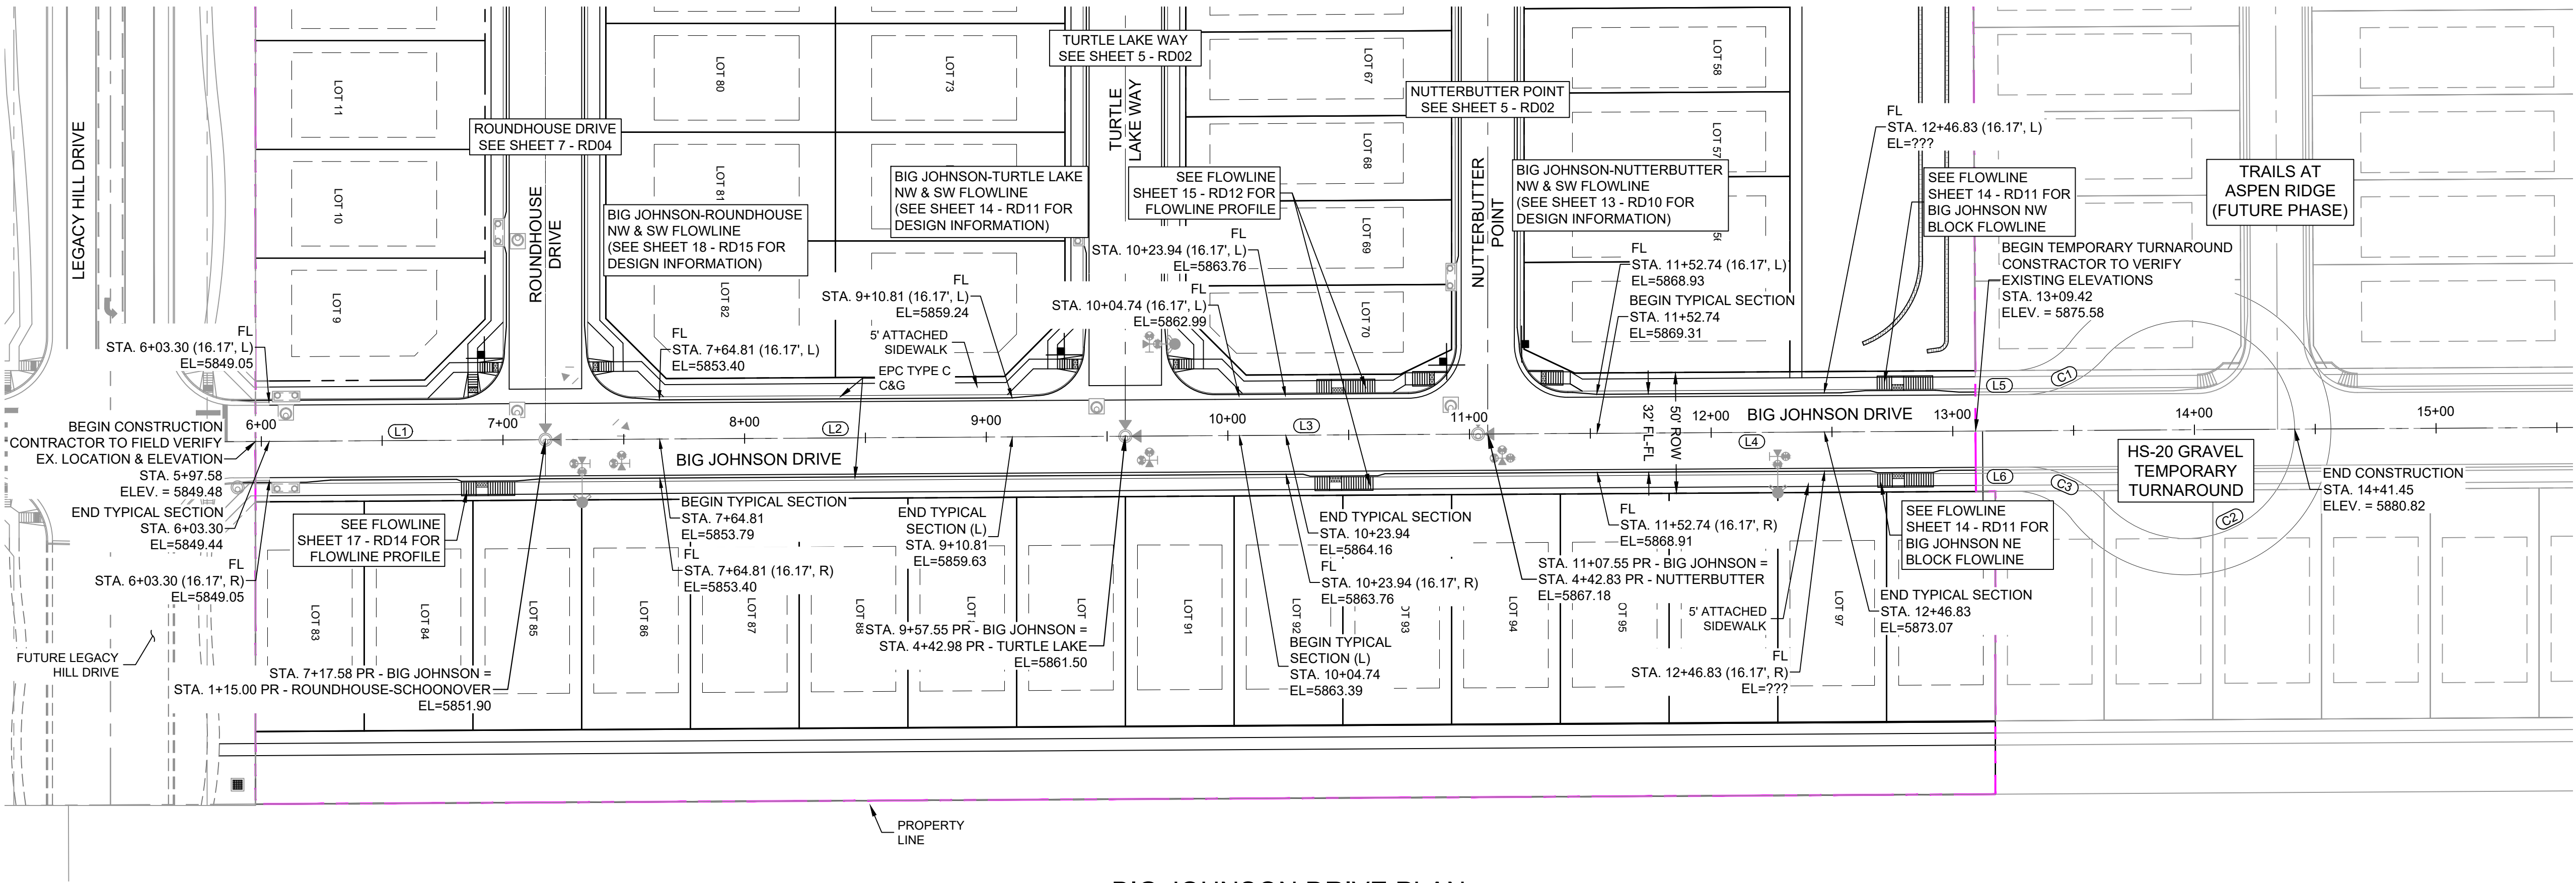 LEGACY HILL DRIVE
LOT 11
LOT 10
LOT 9
ROUNDHOUSE DRIVE
SEE SHEET 7 - RD04
ROUNDHOUSE
DRIVE
LOT 80
LOT 81
LOT 82
LOT 73
BIG JOHNSON-ROUNDHOUSE
NW & SW FLOWLINE
(SEE SHEET 18 - RD15 FOR
DESIGN INFORMATION)
TURTLE LAKE WAY
SEE SHEET 5 - RD02
TURTLE
LAKE WAY
BIG JOHNSON-TURTLE LAKE
NW & SW FLOWLINE
(SEE SHEET 14 - RD11 FOR
DESIGN INFORMATION)
SEE FLOWLINE
SHEET 15 - RD12 FOR
FLOWLINE PROFILE
LOT 67
LOT 68
LOT 69
LOT 70
NUTTERBUTTER POINT
SEE SHEET 5 - RD02
NUTTERBUTTER
POINT
BIG JOHNSON-NUTTERBUTTER
NW & SW FLOWLINE
(SEE SHEET 13 - RD10 FOR
DESIGN INFORMATION)
LOT 58
LOT 57
FL
STA. 12+46.83 (16.17', L)
EL=???
SEE FLOWLINE
SHEET 14 - RD11 FOR
BIG JOHNSON NW
BLOCK FLOWLINE
TRAILS AT
ASPEN RIDGE
(FUTURE PHASE)
BEGIN TEMPORARY TURNAROUND
CONTRACTOR TO VERIFY
EXISTING ELEVATIONS
STA. 13+09.42
ELEV. = 5875.58
FL
STA. 6+03.30 (16.17', L)
EL=5849.05
FL
STA. 7+64.81 (16.17', L)
EL=5853.40
FL
STA. 9+10.81 (16.17', L)
EL=5859.24
5' ATTACHED
SIDEWALK
EPC TYPE C
C&G
FL
STA. 10+23.94 (16.17', L)
EL=5863.76
FL
STA. 10+04.74 (16.17', L)
EL=5862.99
FL
STA. 11+52.74 (16.17', L)
EL=5868.93
BEGIN TYPICAL SECTION
STA. 11+52.74
EL=5869.31
6+00
7+00
8+00
9+00
10+00
11+00
12+00
13+00
14+00
15+00
L1
L2
L3
L4
L5
L6
C1
C2
C3
32' FL-FL
50' ROW
BIG JOHNSON DRIVE
BIG JOHNSON DRIVE
HS-20 GRAVEL
TEMPORARY
TURNAROUND
BEGIN CONSTRUCTION
CONTRACTOR TO FIELD VERIFY
EX. LOCATION & ELEVATION
STA. 5+97.58
ELEV. = 5849.48
END TYPICAL SECTION
STA. 6+03.30
EL=5849.44
FL
STA. 6+03.30 (16.17', R)
EL=5849.05
SEE FLOWLINE
SHEET 17 - RD14 FOR
FLOWLINE PROFILE
BEGIN TYPICAL SECTION
STA. 7+64.81
EL=5853.79
FL
STA. 7+64.81 (16.17', R)
EL=5853.40
END TYPICAL
SECTION (L)
STA. 9+10.81
EL=5859.63
END TYPICAL SECTION
STA. 10+23.94
EL=5864.16
FL
STA. 10+23.94 (16.17', R)
EL=5863.76
FL
STA. 11+52.74 (16.17', R)
EL=5868.91
STA. 11+07.55 PR - BIG JOHNSON =
STA. 4+42.83 PR - NUTTERBUTTER
EL=5867.18
5' ATTACHED
SIDEWALK
SEE FLOWLINE
SHEET 14 - RD11 FOR
BIG JOHNSON NE
BLOCK FLOWLINE
END TYPICAL SECTION
STA. 12+46.83
EL=5873.07
END CONSTRUCTION
STA. 14+41.45
ELEV. = 5880.82
LOT 83
LOT 84
LOT 85
LOT 86
LOT 87
LOT 88
LOT
LOT
LOT 91
LOT 92
93
LOT 94
95
LOT 97
STA. 9+57.55 PR - BIG JOHNSON =
STA. 4+42.98 PR - TURTLE LAKE
EL=5861.50
BEGIN TYPICAL
SECTION (L)
STA. 10+04.74
EL=5863.39
FL
STA. 12+46.83 (16.17', R)
EL=???
FUTURE LEGACY
HILL DRIVE
STA. 7+17.58 PR - BIG JOHNSON =
STA. 1+15.00 PR - ROUNDHOUSE-SCHOONOVER
EL=5851.90
PROPERTY
LINE
BIG JOHNSON DRIVE PLAN